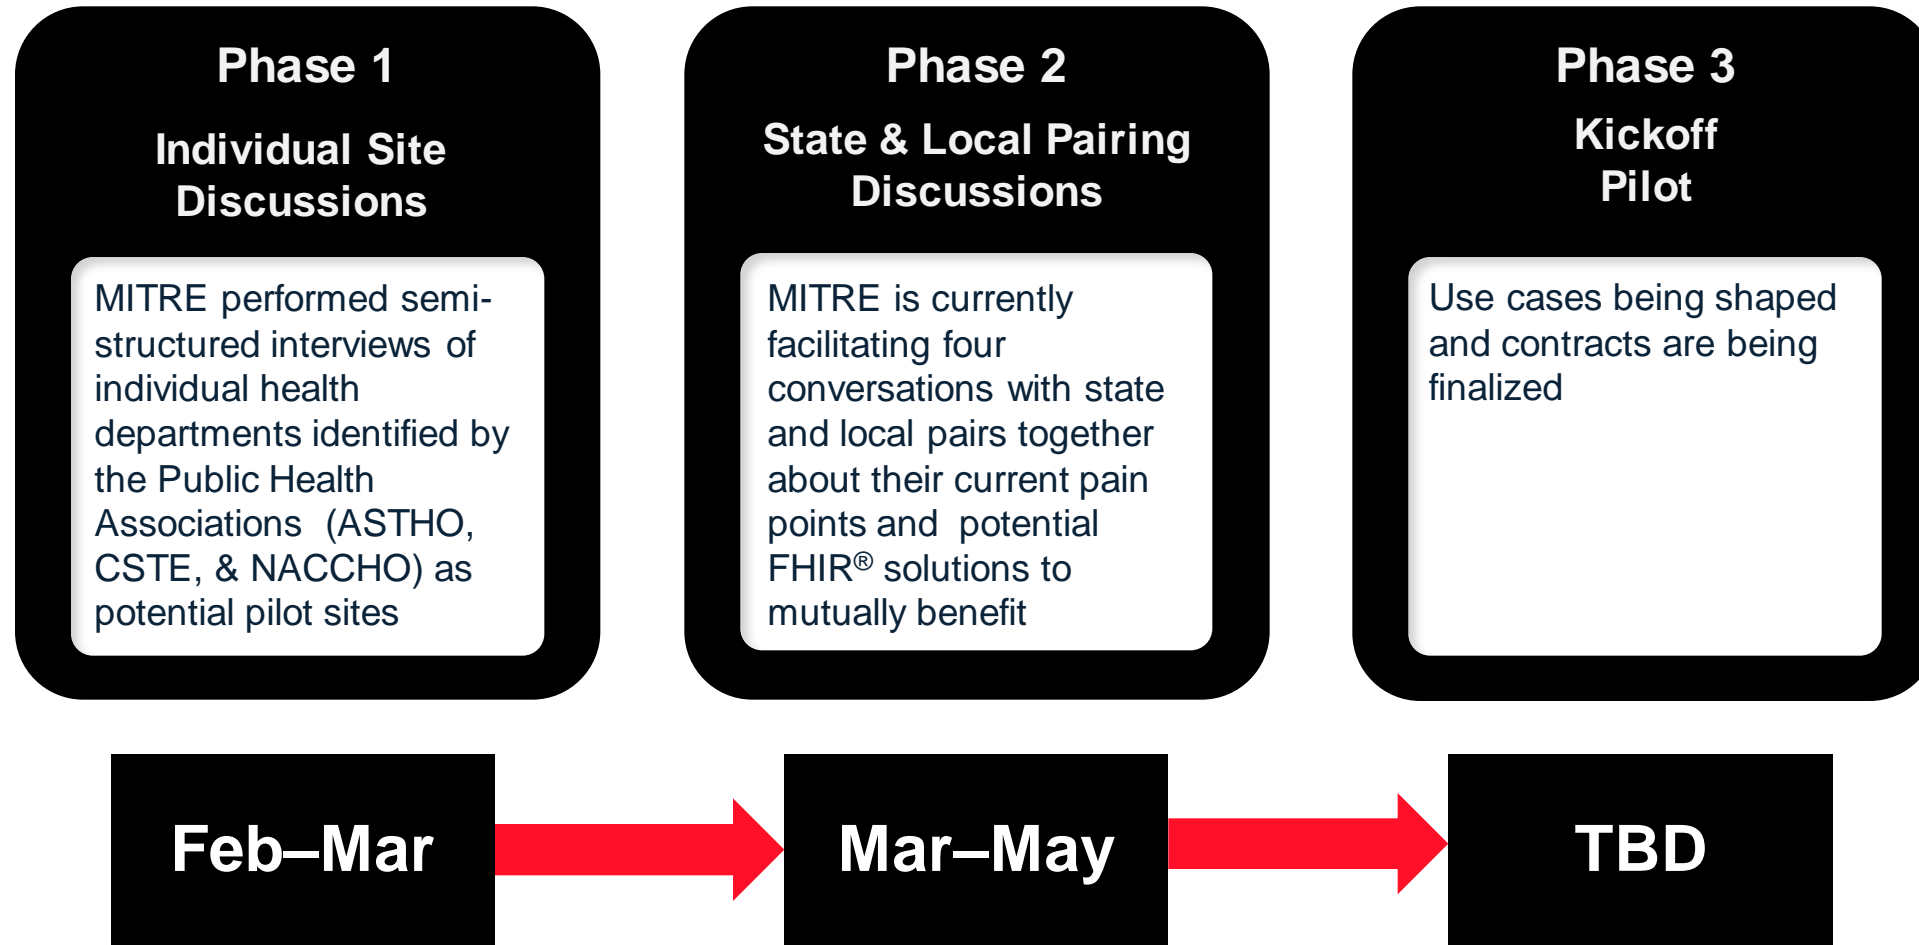 Phase 1
Individual Site
Discussions
MITRE performed semi-
structured interviews of
individual health
departments identified by
the Public Health
Associations (ASTHO,
CSTE, & NACCHO) as
potential pilot sites
Phase 2
State & Local Pairing
Discussions
MITRE is currently
facilitating four
conversations with state
and local pairs together
about their current pain
points and potential
FHIR® solutions to
mutually benefit
Phase 3
Kickoff
Pilot
Use cases being shaped
and contracts are being
finalized
Feb–Mar
Mar–May
TBD